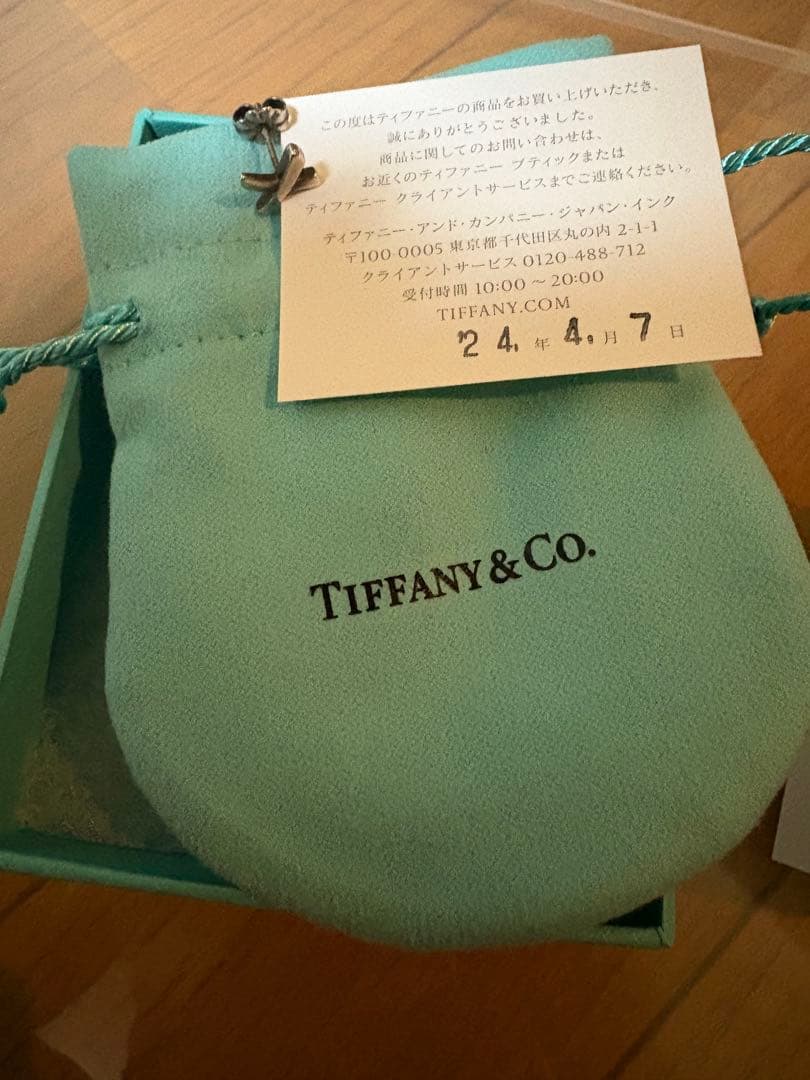 この度はティファニーの商品をお買い上げいただき、
誠にありがとうございました。
商品に関してのお問い合わせは、
お近くのティファニー ブティックまたは
ティファニー クライアントサービスまでご連絡ください。
ティファニー・アンド・カンパニー・ジャパン・インク
〒100-0005 東京都千代田区丸の内 2-1-1
クライアントサービス 0120-488-712
受付時間 10:00 〜 20:00
TIFFANY.COM
'24. 年 4. 月 7 日
TIFFANY & CO.